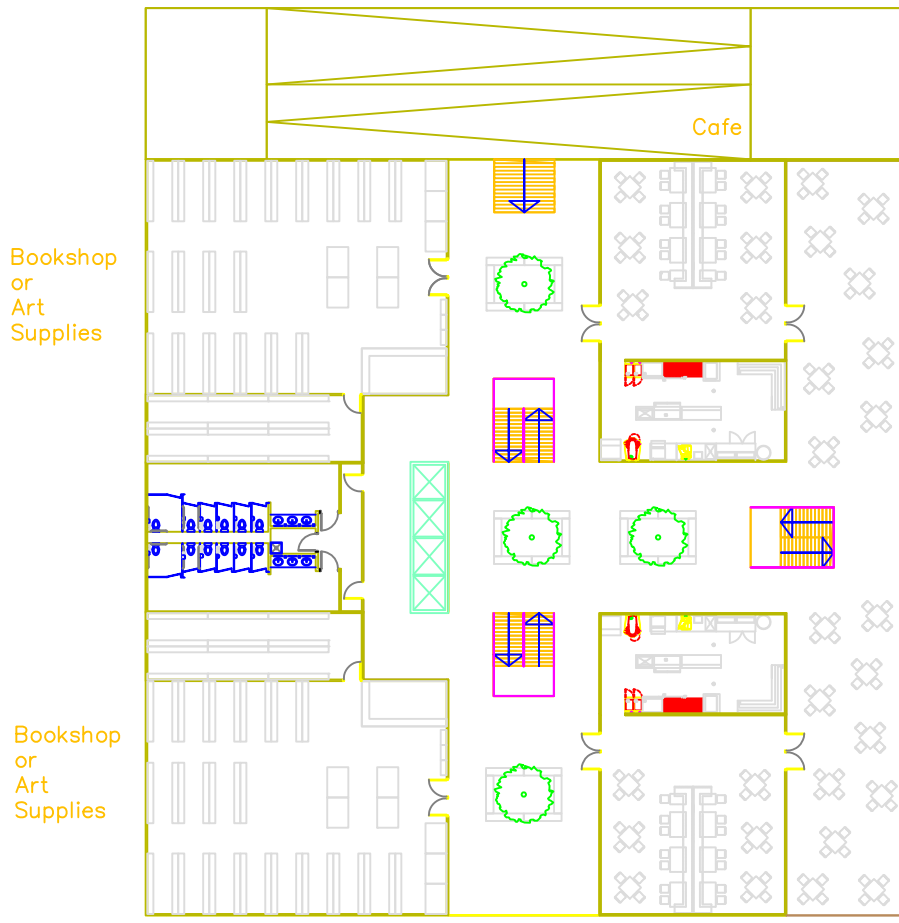 Cafe
Bookshop
or
Art
Supplies
Bookshop
or
Art
Supplies